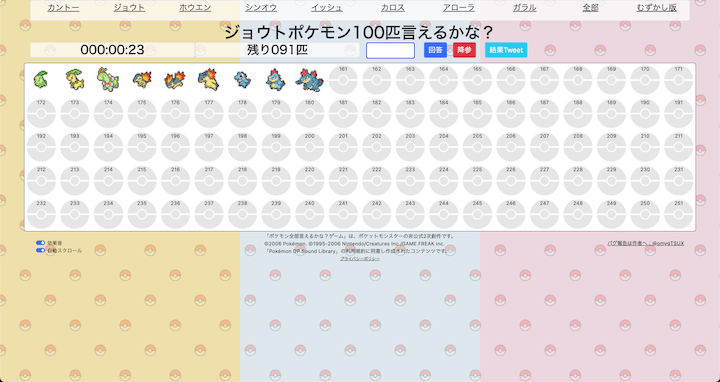 カントー ジョウト ホウエン シンオウ イッシュ カロス アローラ ガラル 全部 むずかし版
ジョウトポケモン100匹言えるかな？
000:00:23 残り091匹 回答 降参 結果Tweet
161 162 163 164 165 166 167 168 169 170 171
172 173 174 175 176 177 178 179 180 181 182 183 184 185 186 187 188 189 190 191
192 193 194 195 196 197 198 199 200 201 202 203 204 205 206 207 208 209 210 211
212 213 214 215 216 217 218 219 220 221 222 223 224 225 226 227 228 229 230 231
232 233 234 235 236 237 238 239 240 241 242 243 244 245 246 247 248 249 250 251
「ポケモン全部言えるかな？ゲーム」は、ポケットモンスターの非公式2次創作です。
効果音 ©2006 Pokémon. ©1995-2006 Nintendo/Creatures Inc./GAME FREAK inc. バグ報告は作者へ：@omvgTSUX
自動スクロール 「Pokémon DP Sound Library」の利用規約に同意し作成されたコンテンツです。
プライバシーポリシー